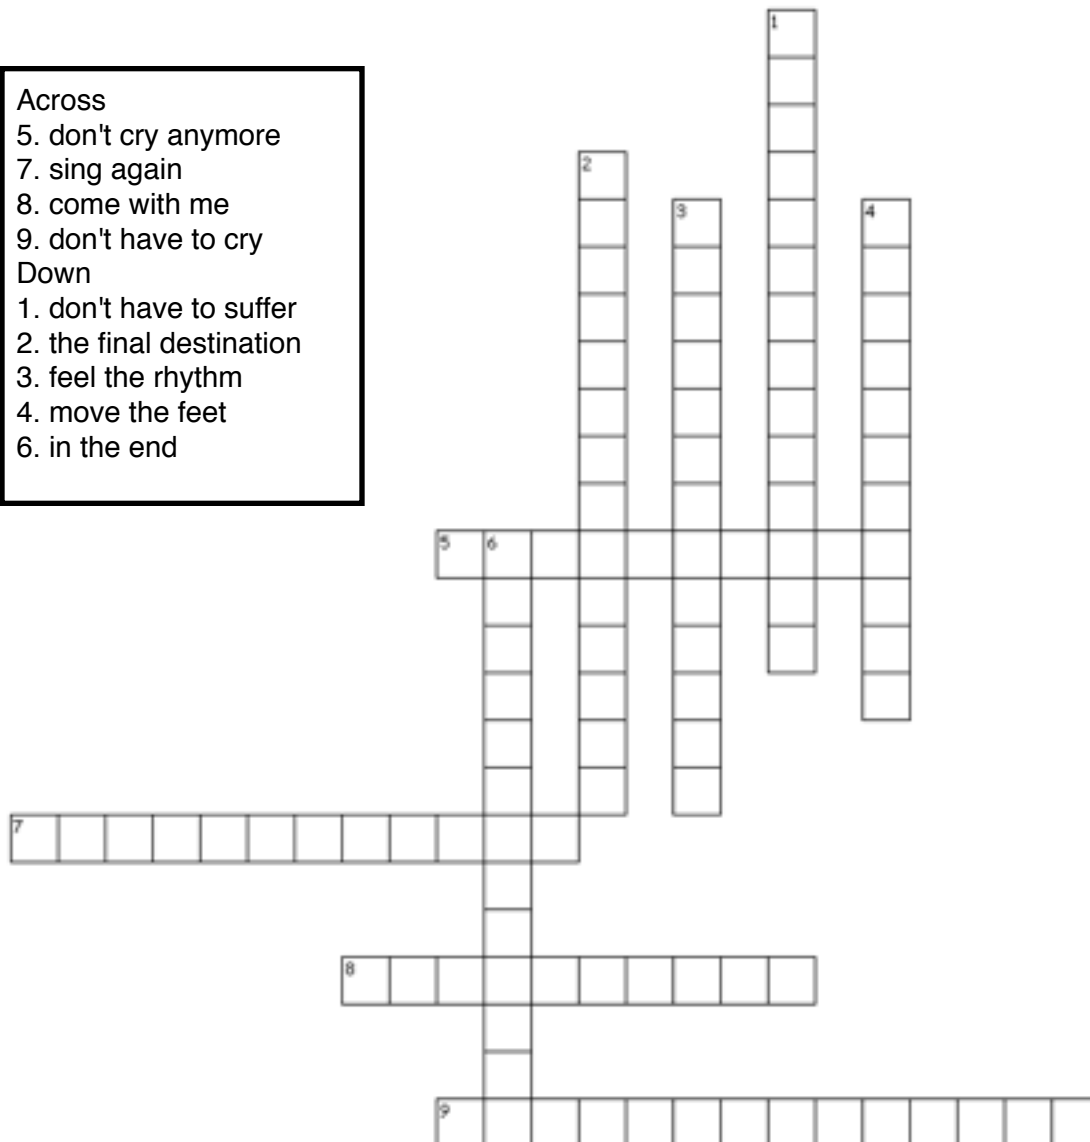 Across
5. don't cry anymore
7. sing again
8. come with me
9. don't have to cry
Down
1. don't have to suffer
2. the final destination
3. feel the rhythm
4. move the feet
6. in the end
1
2
3
4
5 6
7
8
9